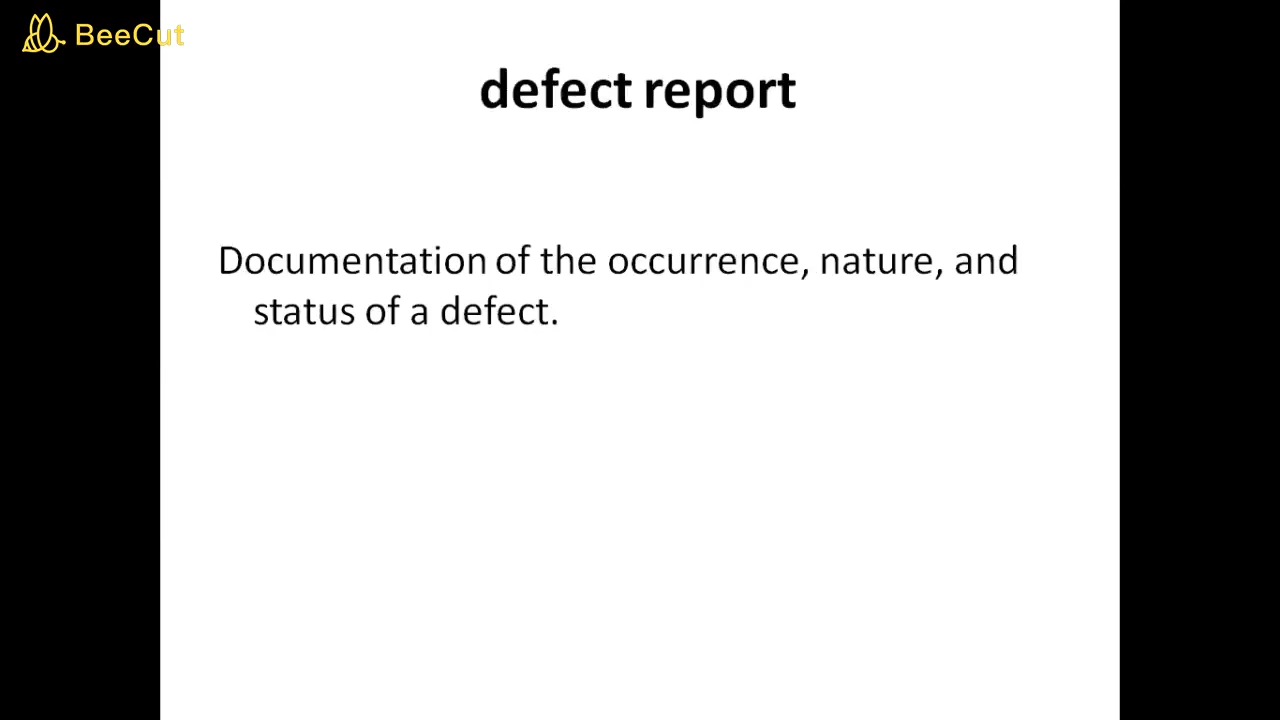 BeeCut
defect report
Documentation of the occurrence, nature, and
status of a defect.